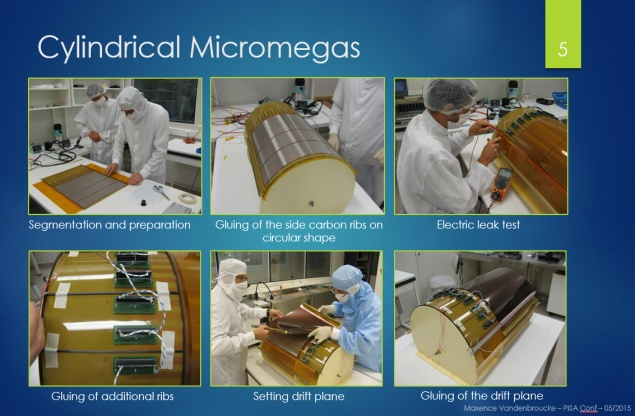 Cylindrical Micromegas
5
Segmentation and preparation
Gluing of the side carbon ribs on
circular shape
Electric leak test
Gluing of additional ribs
Setting drift plane
Gluing of the drift plane
Maxence Vandenbroucke – PISA Conf – 05/2015